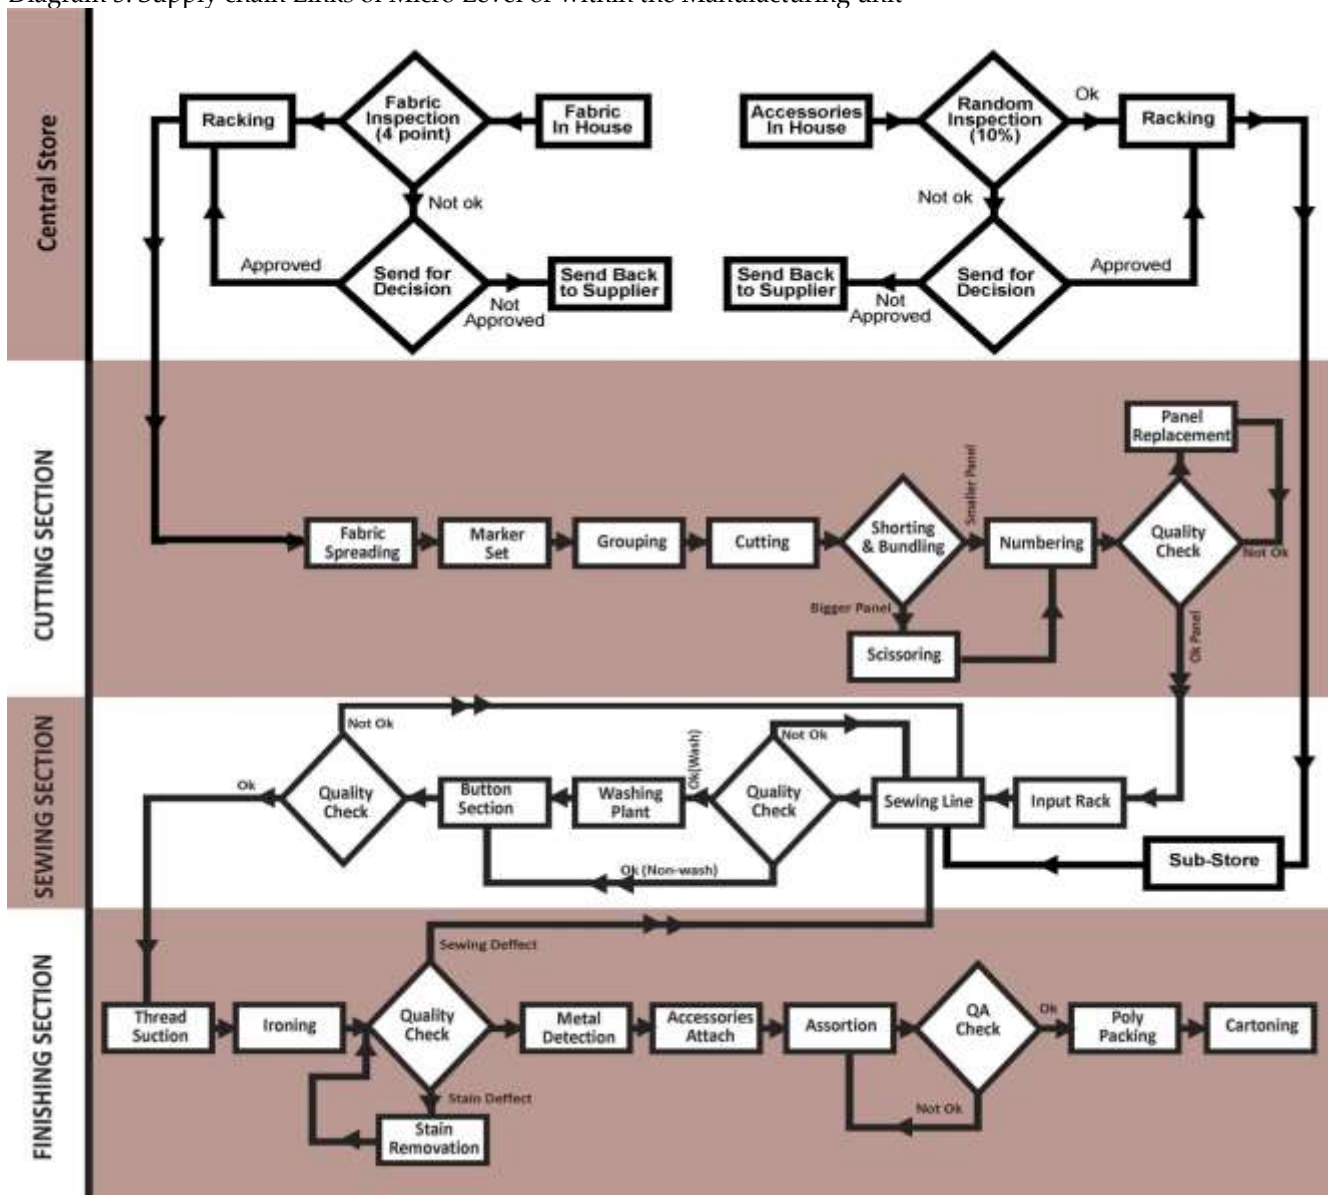 Diagram 3: Supply chain Links of Micro Level or within the Manufacturing unit
Central Store
Racking
Fabric
Inspection
(4 point)
Fabric
In House
Accessories
In House
Random
Inspection
(10%)
Ok
Racking
Not ok
Not ok
Approved
Send for
Decision
Not
Approved
Send Back
to Supplier
Send Back
to Supplier
Not
Approved
Send for
Decision
Approved
CUTTING SECTION
Panel
Replacement
Fabric
Spreading
Marker
Set
Grouping
Cutting
Shorting
& Bundling
Smaller Panel
Numbering
Quality
Check
Not Ok
Bigger Panel
Scissoring
Ok Panel
SEWING SECTION
Not Ok
Ok
Quality
Check
Button
Section
Washing
Plant
Ok(Wash)
Not Ok
Quality
Check
Sewing Line
Input Rack
Ok (Non-wash)
Sub-Store
FINISHING SECTION
Sewing Deffect
Thread
Suction
Ironing
Quality
Check
Metal
Detection
Accessories
Attach
Assortion
QA
Check
Ok
Poly
Packing
Cartoning
Stain Deffect
Not Ok
Stain
Removation